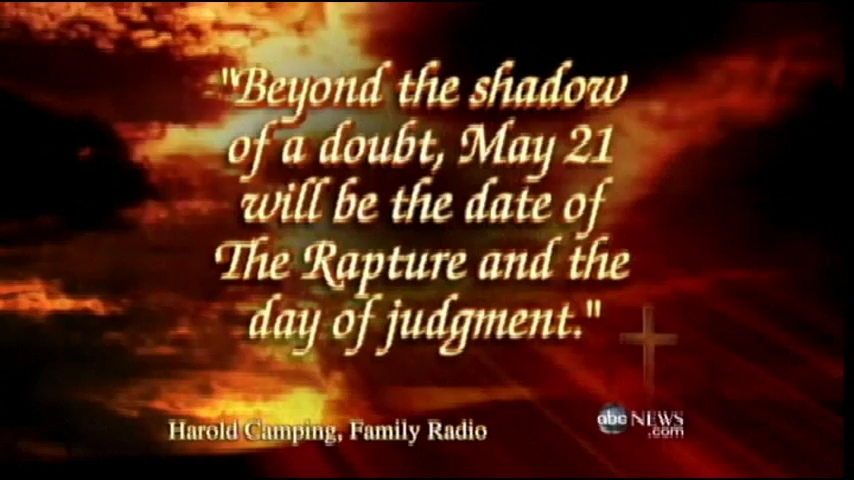 "Beyond the shadow
of a doubt, May 21
will be the date of
The Rapture and the
day of judgment."
Harold Camping, Family Radio
abc NEWS
.com